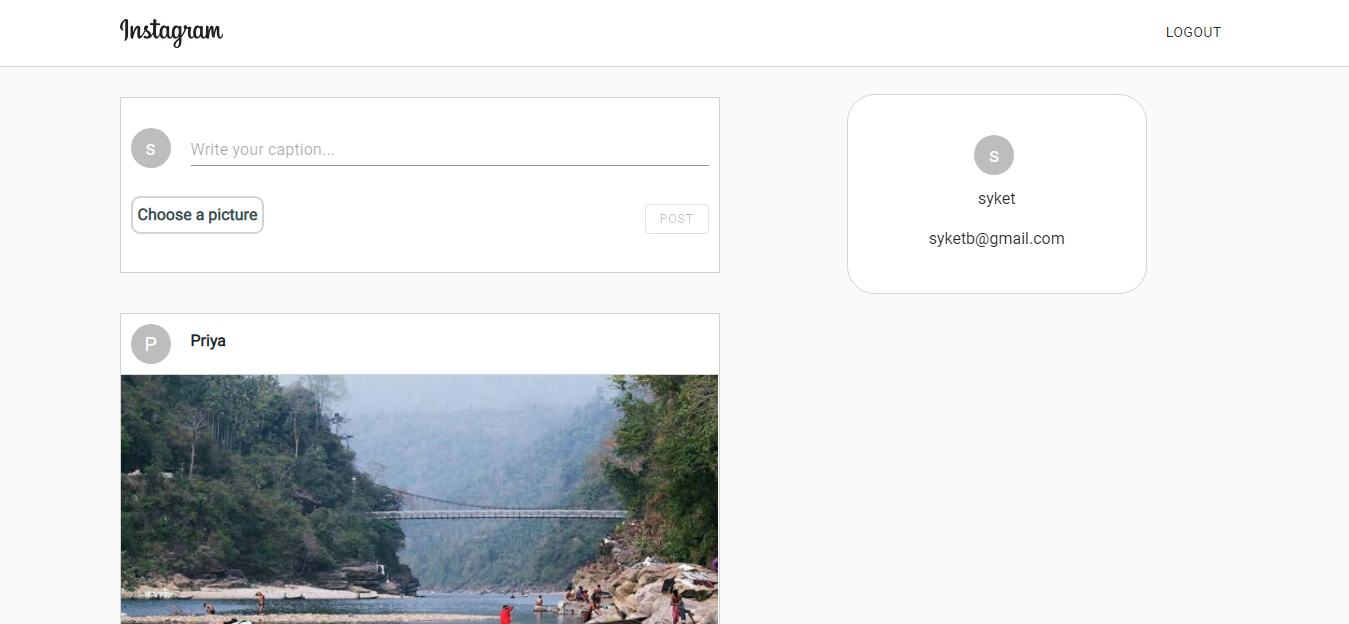 Instagram
LOGOUT
S
Write your caption...
Choose a picture
POST
S
syket
syketb@gmail.com
P
Priya